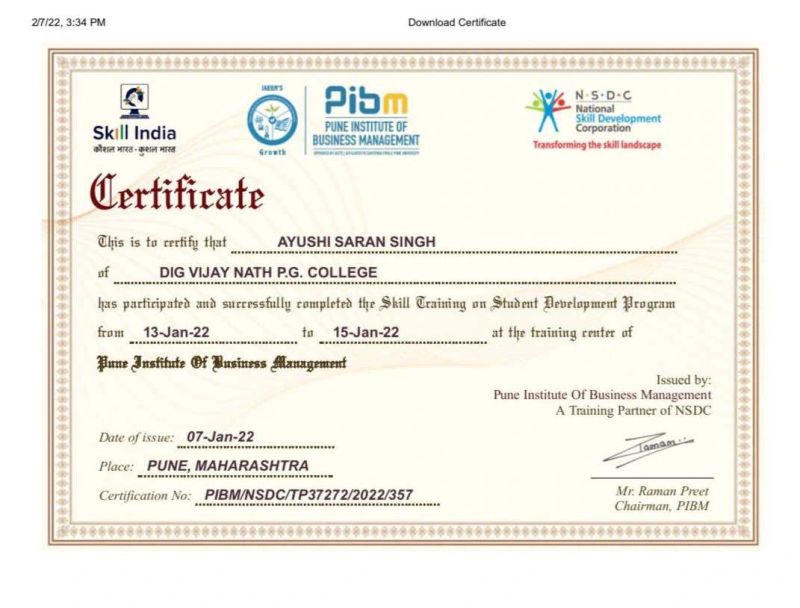 2/7/22, 3:34 PM
Download Certificate
Skill India
कौशल भारत - कुशल भारत
Growth
Pibm
PUNE INSTITUTE OF
BUSINESS MANAGEMENT
N·S·D·C
National
Skill Development
Corporation
Transforming the skill landscape
Certificate
This is to certify that AYUSHI SARAN SINGH
of DIG VIJAY NATH P.G. COLLEGE
has participated and successfully completed the Skill Training on Student Development Program
from 13-Jan-22 to 15-Jan-22 at the training center of
Pune Institute Of Business Management
Issued by:
Pune Institute Of Business Management
A Training Partner of NSDC
Date of issue: 07-Jan-22
Place: PUNE, MAHARASHTRA
Certification No: PIBM/NSDC/TP37272/2022/357
Mr. Raman Preet
Chairman, PIBM